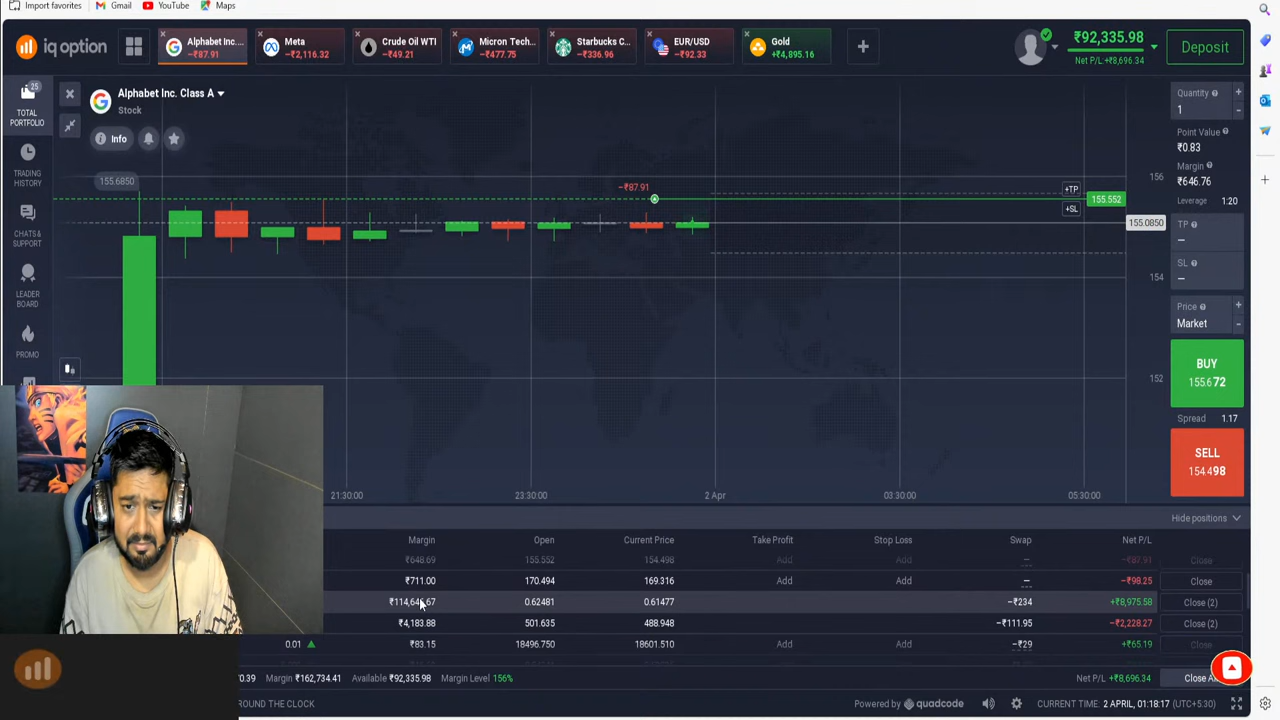 Import favorites Gmail YouTube Maps
iq option
Alphabet Inc....
−₹87.91
Meta
−₹2,116.32
Crude Oil WTI
−₹49.21
Micron Tech...
−₹477.75
Starbucks C...
−₹336.96
EUR/USD
−₹92.33
Gold
+₹4,895.16
₹92,335.98
Net P/L: +₹8,696.34
Deposit
25
TOTAL PORTFOLIO
TRADING HISTORY
CHATS & SUPPORT
LEADER BOARD
PROMO
Alphabet Inc. Class A
Stock
Info
155.6850
−₹87.91
+TP
+SL
156
155.552
155.0850
154
152
21:30:00 23:30:00 2 Apr 03:30:00 05:30:00
Quantity
1
Point Value
₹0.83
Margin
₹646.76
Leverage 1:20
TP
—
SL
—
Price
Market
BUY
155.672
Spread 1.17
SELL
154.498
Hide positions
Margin Open Current Price Take Profit Stop Loss Swap Net P/L
₹648.69 155.552 154.498 Add Add — −₹87.91 Close
₹711.00 170.494 169.316 Add Add — −₹98.25 Close
0.62481 0.61477 −₹234 +₹8,975.58 Close (2)
₹4,183.88 501.635 488.948 −₹111.95 −₹2,228.27 Close (2)
0.01 ₹83.15 18496.750 18601.510 Add Add −₹29 +₹65.19 Close
Margin ₹162,734.41 Available ₹92,335.98 Margin Level 156% Net P/L +₹8,696.34
ROUND THE CLOCK
Powered by quadcode
CURRENT TIME: 2 APRIL, 01:18:17 (UTC+5:30)